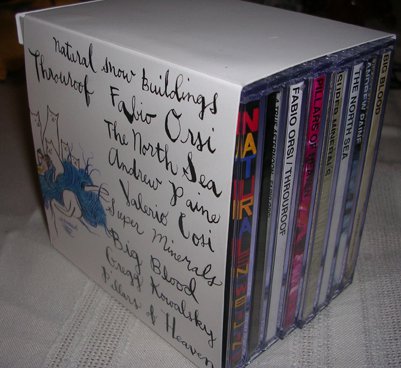 natural snow buildings
Throuroof Fabio Orsi
The North Sea
Andrew Paine
Valerio Cosi
Super Minerals
Big Blood
Gregg Kowalsky
Pillars of Heaven
NATURAL
FABIO ORSI / THROUROOF
PILLARS OF HEAVEN
SUPER MINERALS
THE NORTH SEA
ANDREW PAINE
BIG BLOOD